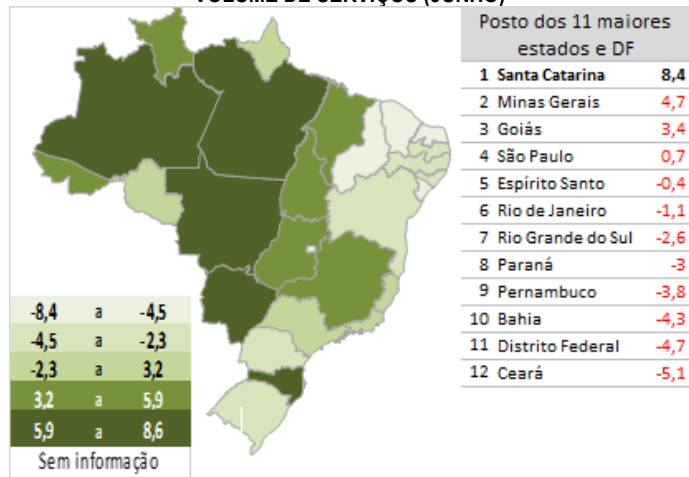 VOLUME DE SERVIÇOS (JUNHO)
Posto dos 11 maiores
estados e DF
1 Santa Catarina 8,4
2 Minas Gerais 4,7
3 Goiás 3,4
4 São Paulo 0,7
5 Espírito Santo -0,4
6 Rio de Janeiro -1,1
7 Rio Grande do Sul -2,6
8 Paraná -3
9 Pernambuco -3,8
10 Bahia -4,3
11 Distrito Federal -4,7
12 Ceará -5,1
-8,4 a -4,5
-4,5 a -2,3
-2,3 a 3,2
3,2 a 5,9
5,9 a 8,6
Sem informação